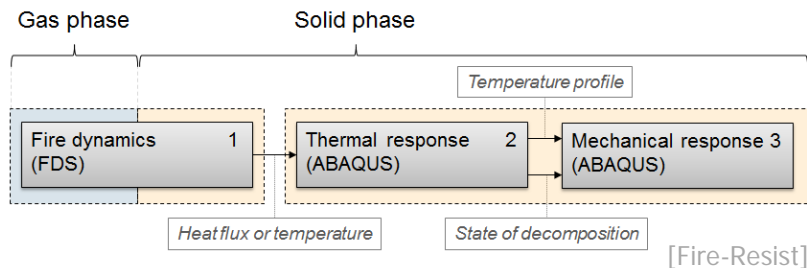 Gas phase
Solid phase
Temperature profile
Fire dynamics 1
(FDS)
Thermal response 2
(ABAQUS)
Mechanical response 3
(ABAQUS)
Heat flux or temperature
State of decomposition
[Fire-Resist]